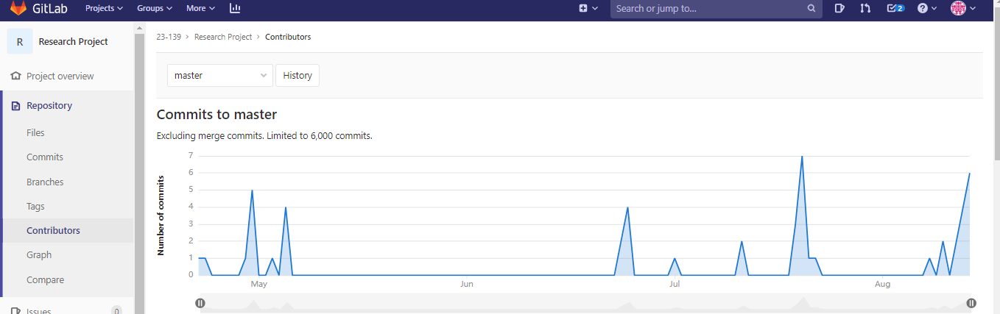 GitLab Projects Groups More Search or jump to... 2
R Research Project
Project overview
Repository
Files
Commits
Branches
Tags
Contributors
Graph
Compare
Issues 0
23-139 > Research Project > Contributors
master History
Commits to master
Excluding merge commits. Limited to 6,000 commits.
Number of commits
7
6
5
4
3
2
1
0
May Jun Jul Aug